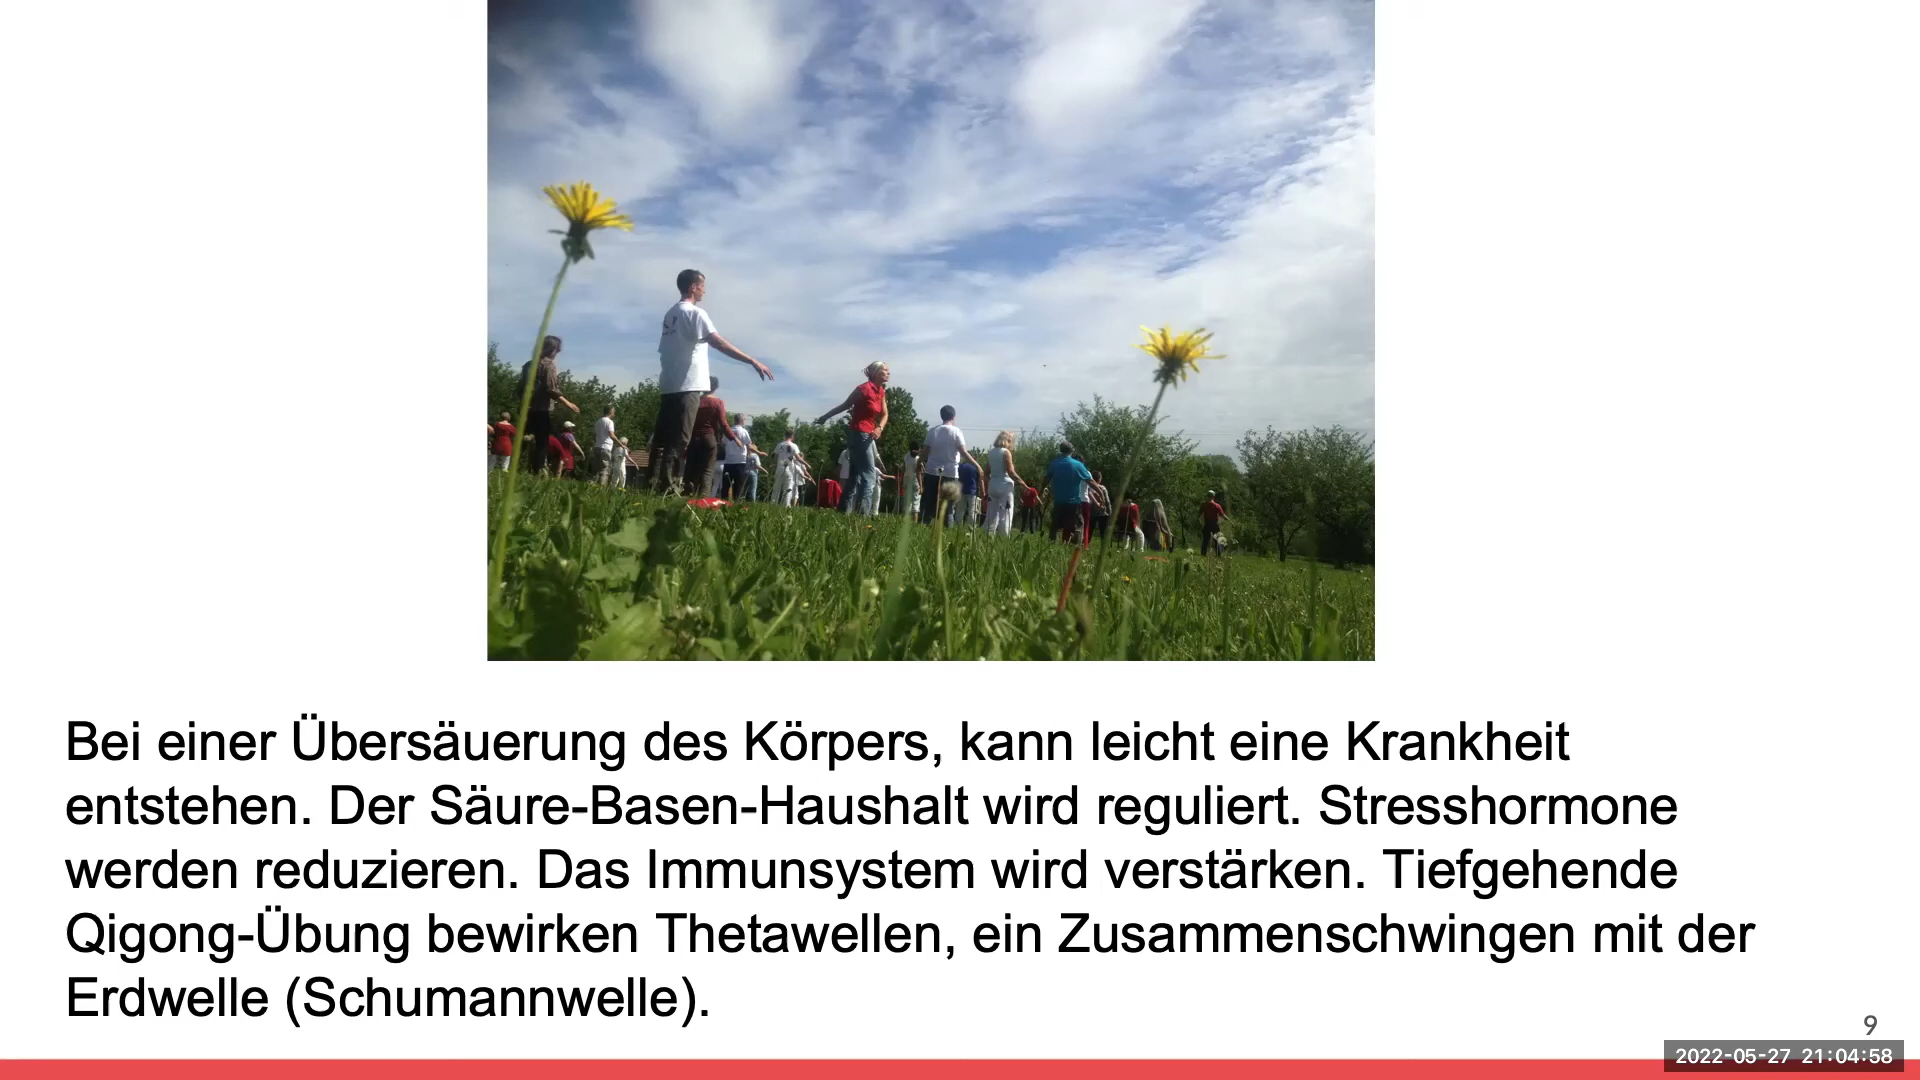 Bei einer Übersäuerung des Körpers, kann leicht eine Krankheit
entstehen. Der Säure-Basen-Haushalt wird reguliert. Stresshormone
werden reduzieren. Das Immunsystem wird verstärken. Tiefgehende
Qigong-Übung bewirken Thetawellen, ein Zusammenschwingen mit der
Erdwelle (Schumannwelle).
9
2022-05-27 21:04:58